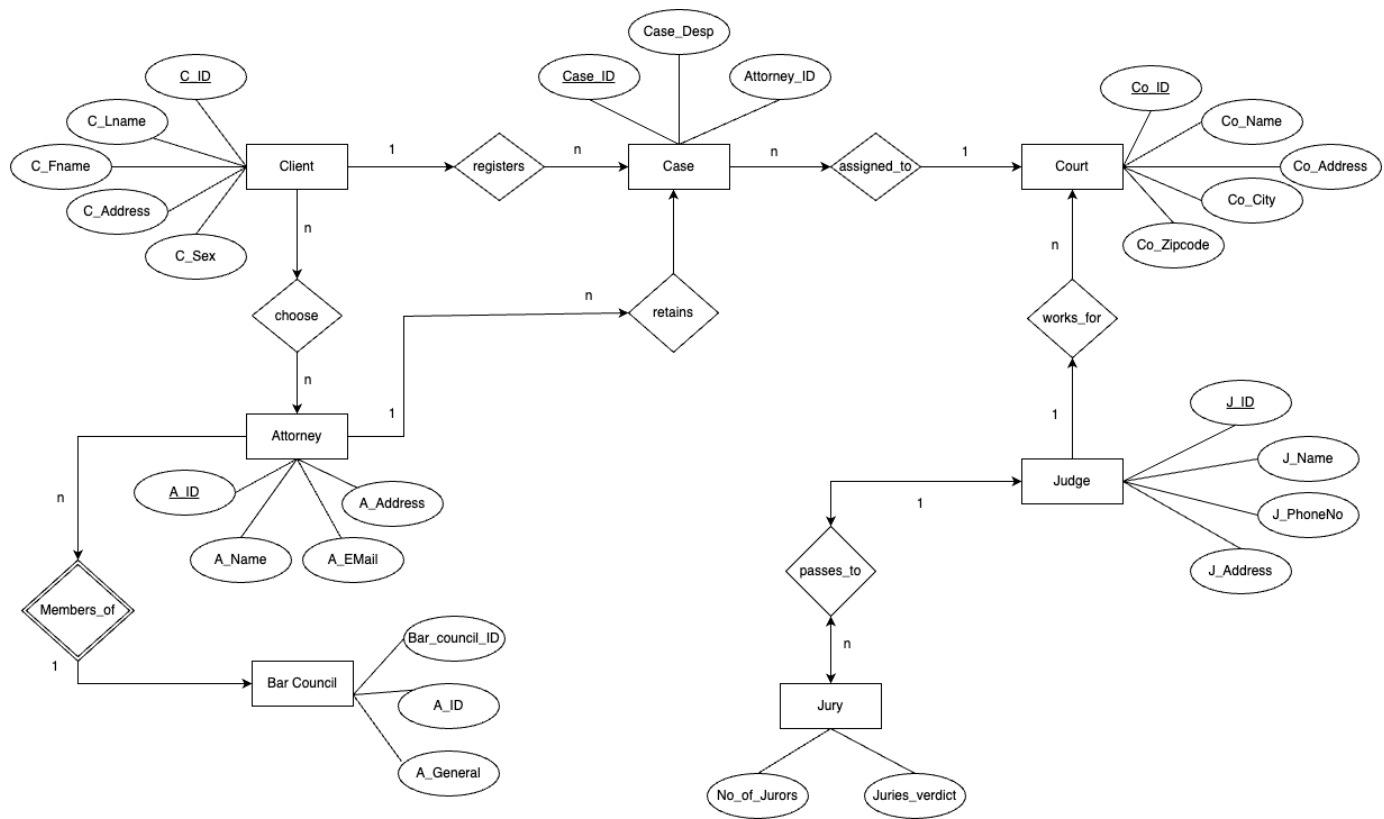 Case_Desp
C_ID
Case_ID
Attorney_ID
Co_ID
C_Lname
Co_Name
C_Fname
Client
1
registers
n
Case
n
assigned_to
1
Court
Co_Address
C_Address
Co_City
n
C_Sex
n
Co_Zipcode
choose
n
retains
works_for
n
1
1
J_ID
Attorney
J_Name
n
A_ID
A_Address
1
Judge
J_PhoneNo
A_Name
A_EMail
passes_to
J_Address
Members_of
1
Bar_council_ID
n
Bar Council
A_ID
Jury
A_General
No_of_Jurors
Juries_verdict